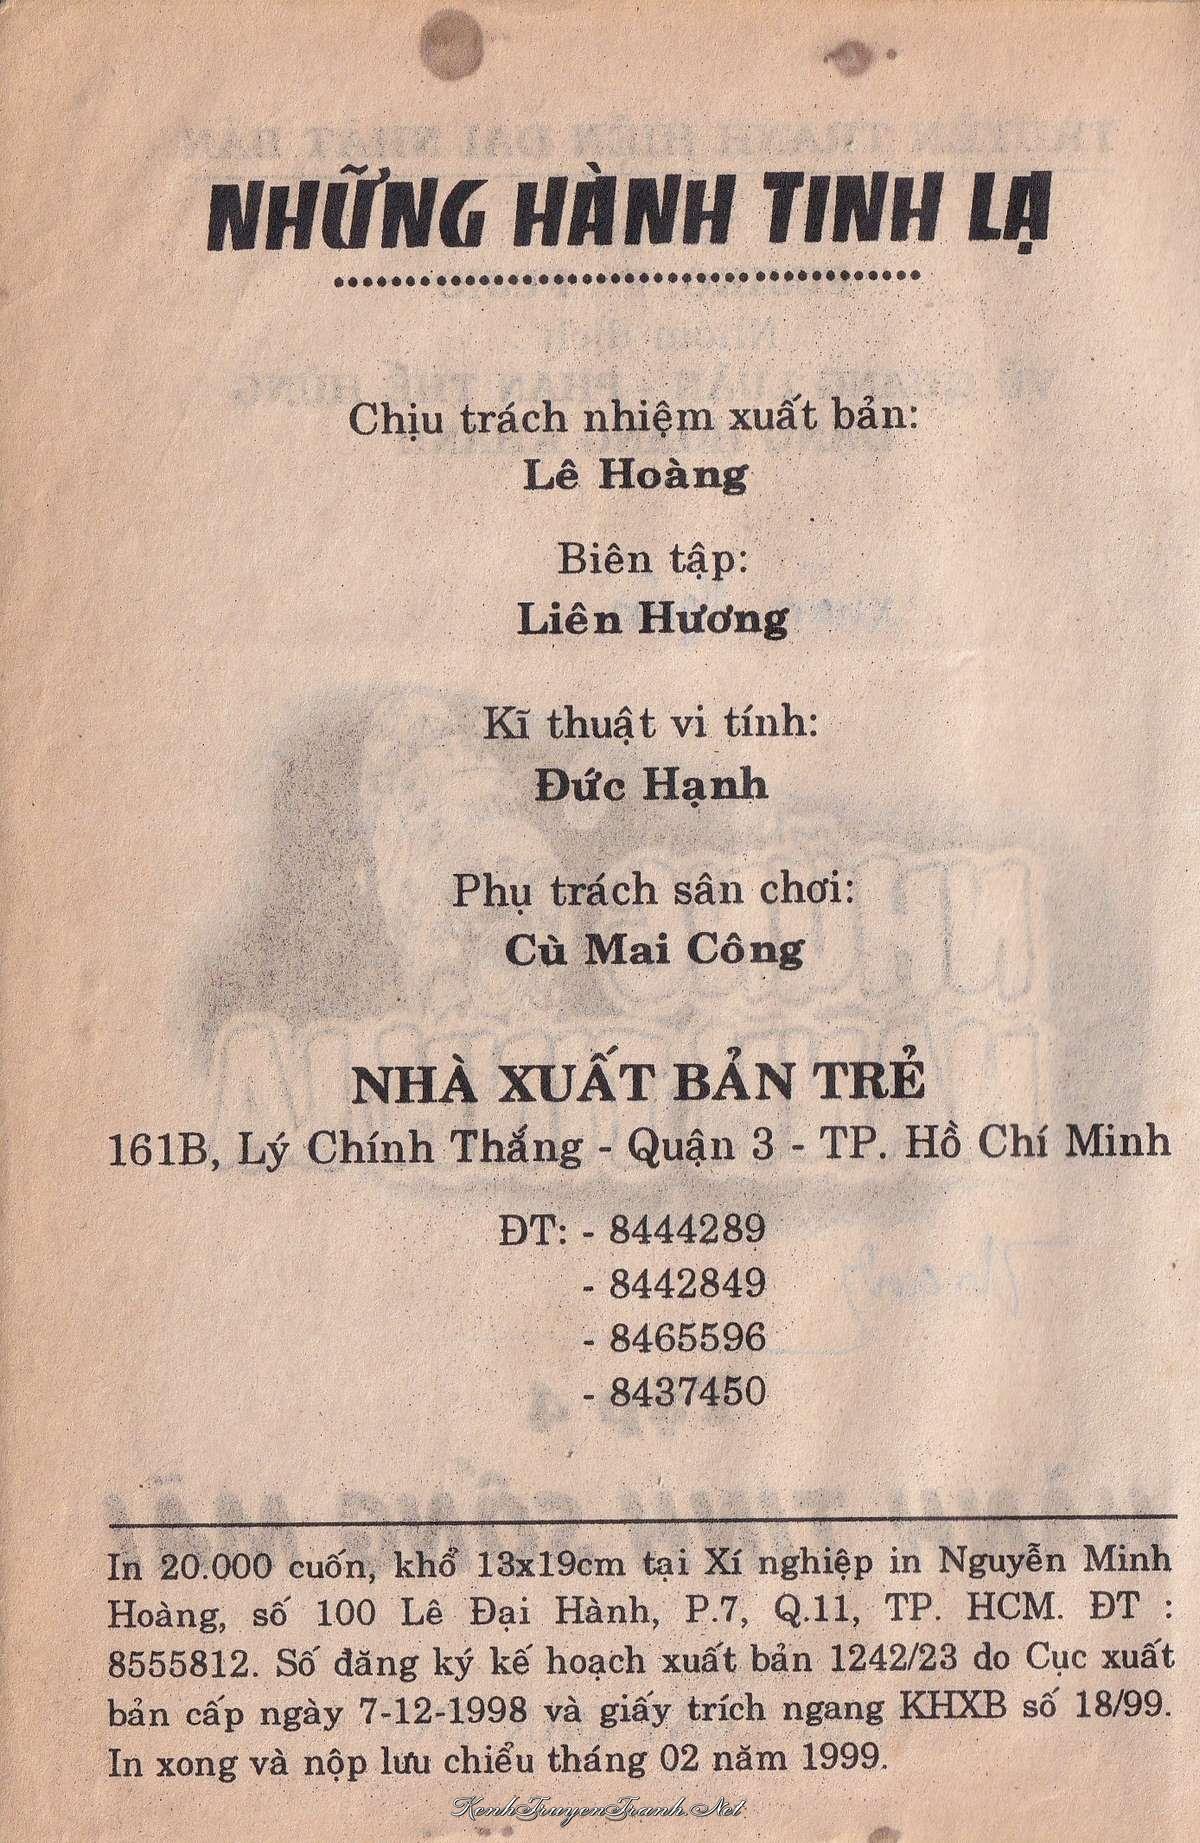 NHỮNG HÀNH TINH LẠ
Chịu trách nhiệm xuất bản:
Lê Hoàng
Biên tập:
Liên Hương
Kĩ thuật vi tính:
Đức Hạnh
Phụ trách sân chơi:
Cù Mai Công
NHÀ XUẤT BẢN TRẺ
161B, Lý Chính Thắng - Quận 3 - TP. Hồ Chí Minh
ĐT: - 8444289
- 8442849
- 8465596
- 8437450
In 20.000 cuốn, khổ 13x19cm tại Xí nghiệp in Nguyễn Minh
Hoàng, số 100 Lê Đại Hành, P.7, Q.11, TP. HCM. ĐT :
8555812. Số đăng ký kế hoạch xuất bản 1242/23 do Cục xuất
bản cấp ngày 7-12-1998 và giấy trích ngang KHXB số 18/99.
In xong và nộp lưu chiểu tháng 02 năm 1999.
KenhTruyenTranh.Net